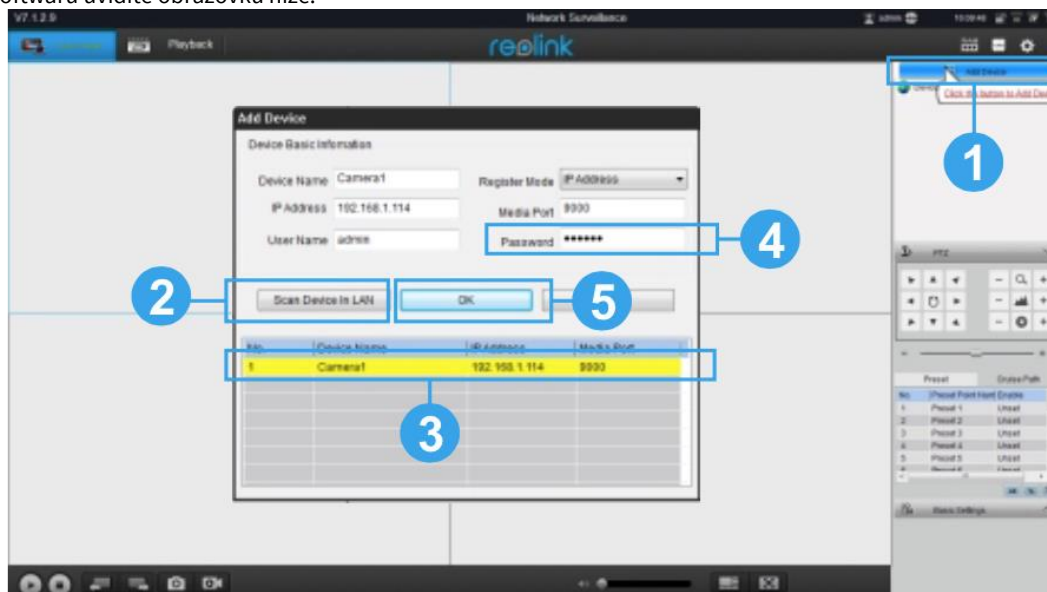 oftwaru uvidíte obrazovku níže:
V7.1.2.9
Network Surveillance
admin
Playback
reolink
Add Device
Click the button to Add Dev
1
Add Device
Device Basic Infomation
Device Name Camera1
Register Mode IP Address
IP Address 192.168.1.114
Media Port 9000
User Name admin
Password ******
4
2
Scan Device In LAN
OK
5
PTZ
No. Device Name IP Address Media Port
1 Camera1 192.168.1.114 9000
3
Preset Cruise Path
No. Preset Point Name Enable
1 Preset 1 Unset
2 Preset 2 Unset
3 Preset 3 Unset
4 Preset 4 Unset
5 Preset 5 Unset
Basic Settings